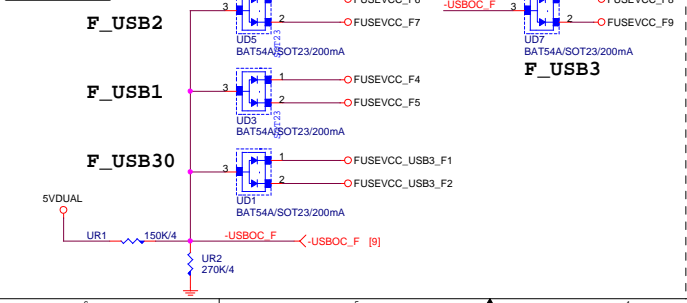 F_USB2
3
2
FUSEVCC_F7
UD5
BAT54A/SOT23/200mA
SOT23
-USBOC_F
3
2
FUSEVCC_F9
UD7
BAT54A/SOT23/200mA
F_USB3
F_USB1
3
1
FUSEVCC_F4
2
FUSEVCC_F5
UD3
BAT54A/SOT23/200mA
SOT23
F_USB30
3
1
FUSEVCC_USB3_F1
2
FUSEVCC_USB3_F2
UD1
BAT54A/SOT23/200mA
5VDUAL
UR1
150K/4
-USBOC_F
-USBOC_F [9]
UR2
270K/4